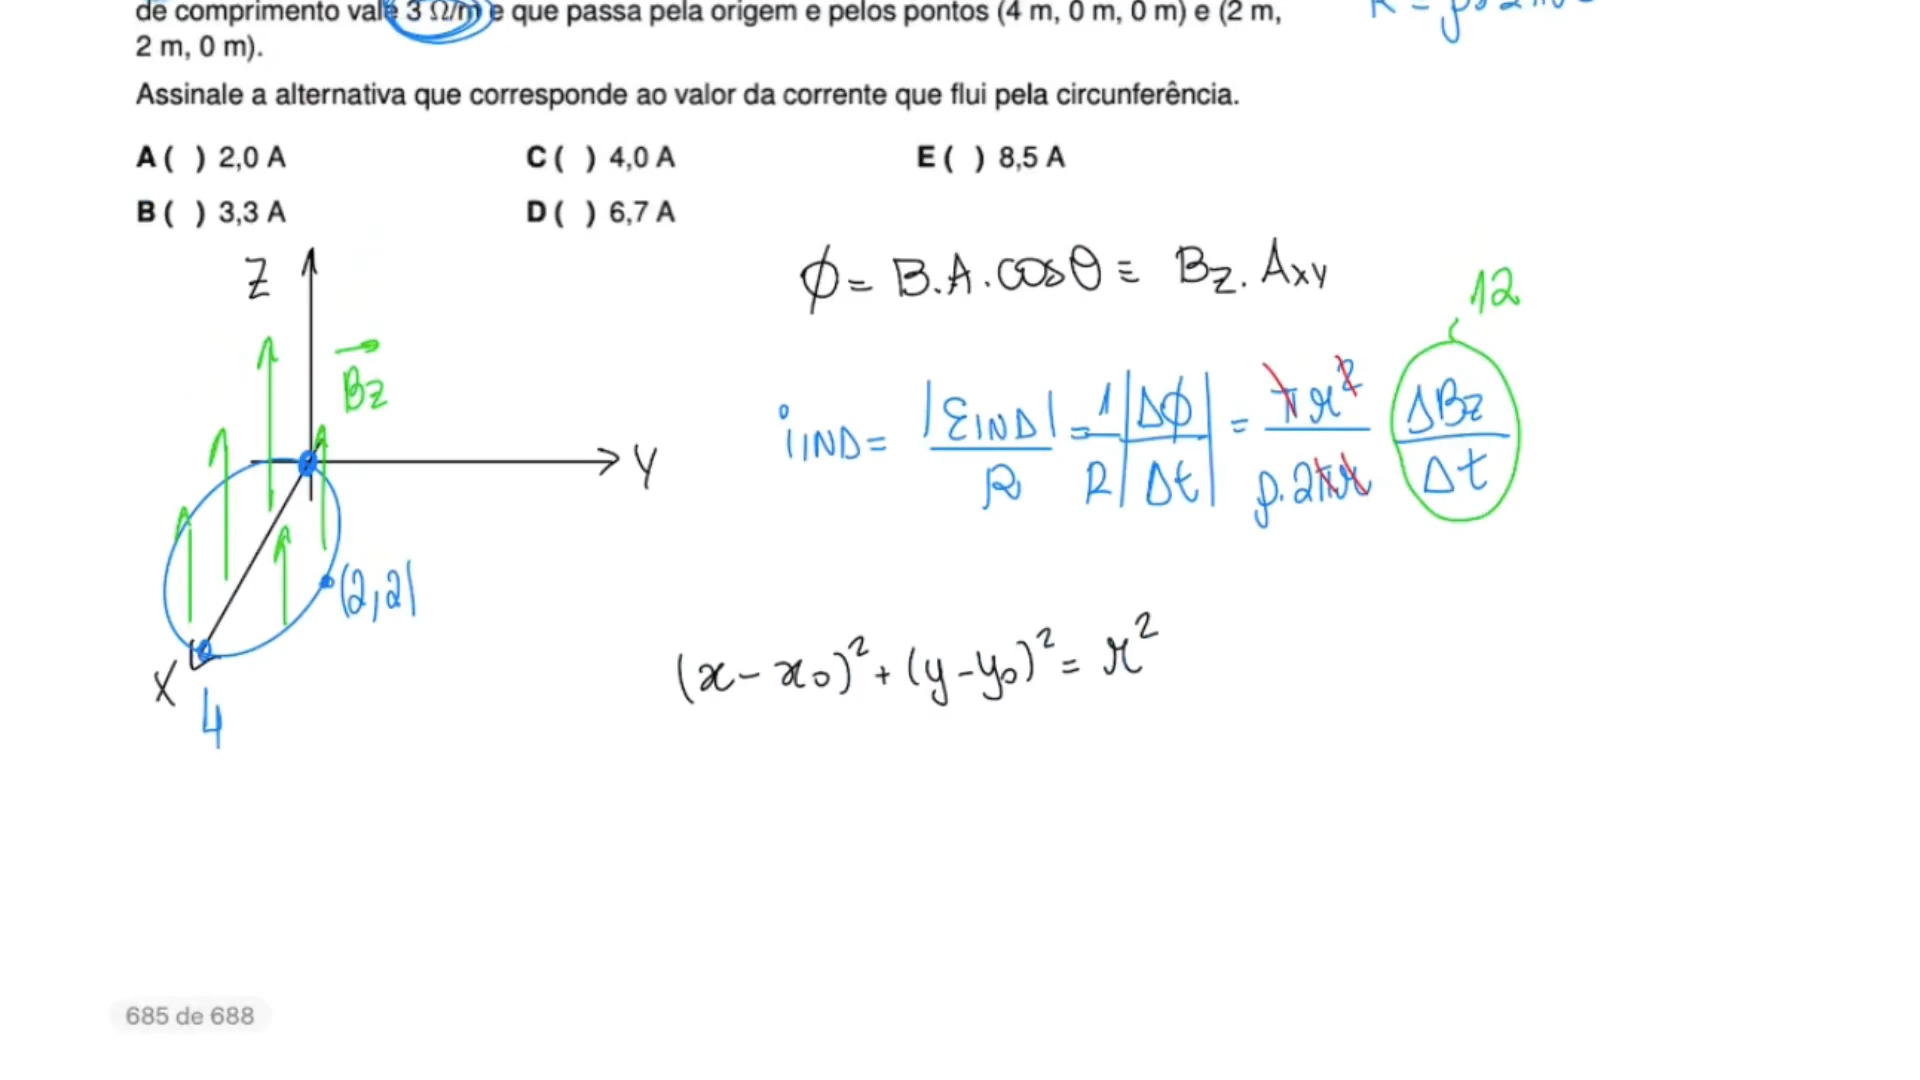 de comprimento vale 3 Ω/m e que passa pela origem e pelos pontos (4 m, 0 m, 0 m) e (2 m,
2 m, 0 m).
Assinale a alternativa que corresponde ao valor da corrente que flui pela circunferência.
A ( ) 2,0 A
C ( ) 4,0 A
E ( ) 8,5 A
B ( ) 3,3 A
D ( ) 6,7 A
Z
Bz
Y
(2,2)
X
4
ϕ = B.A.cosθ = Bz.Axy
12
iIND = |εIND|/R = 1/R |Δϕ/Δt| = πr²/ρ.2πr ΔBz/Δt
(x - x₀)² + (y - y₀)² = r²
685 de 688